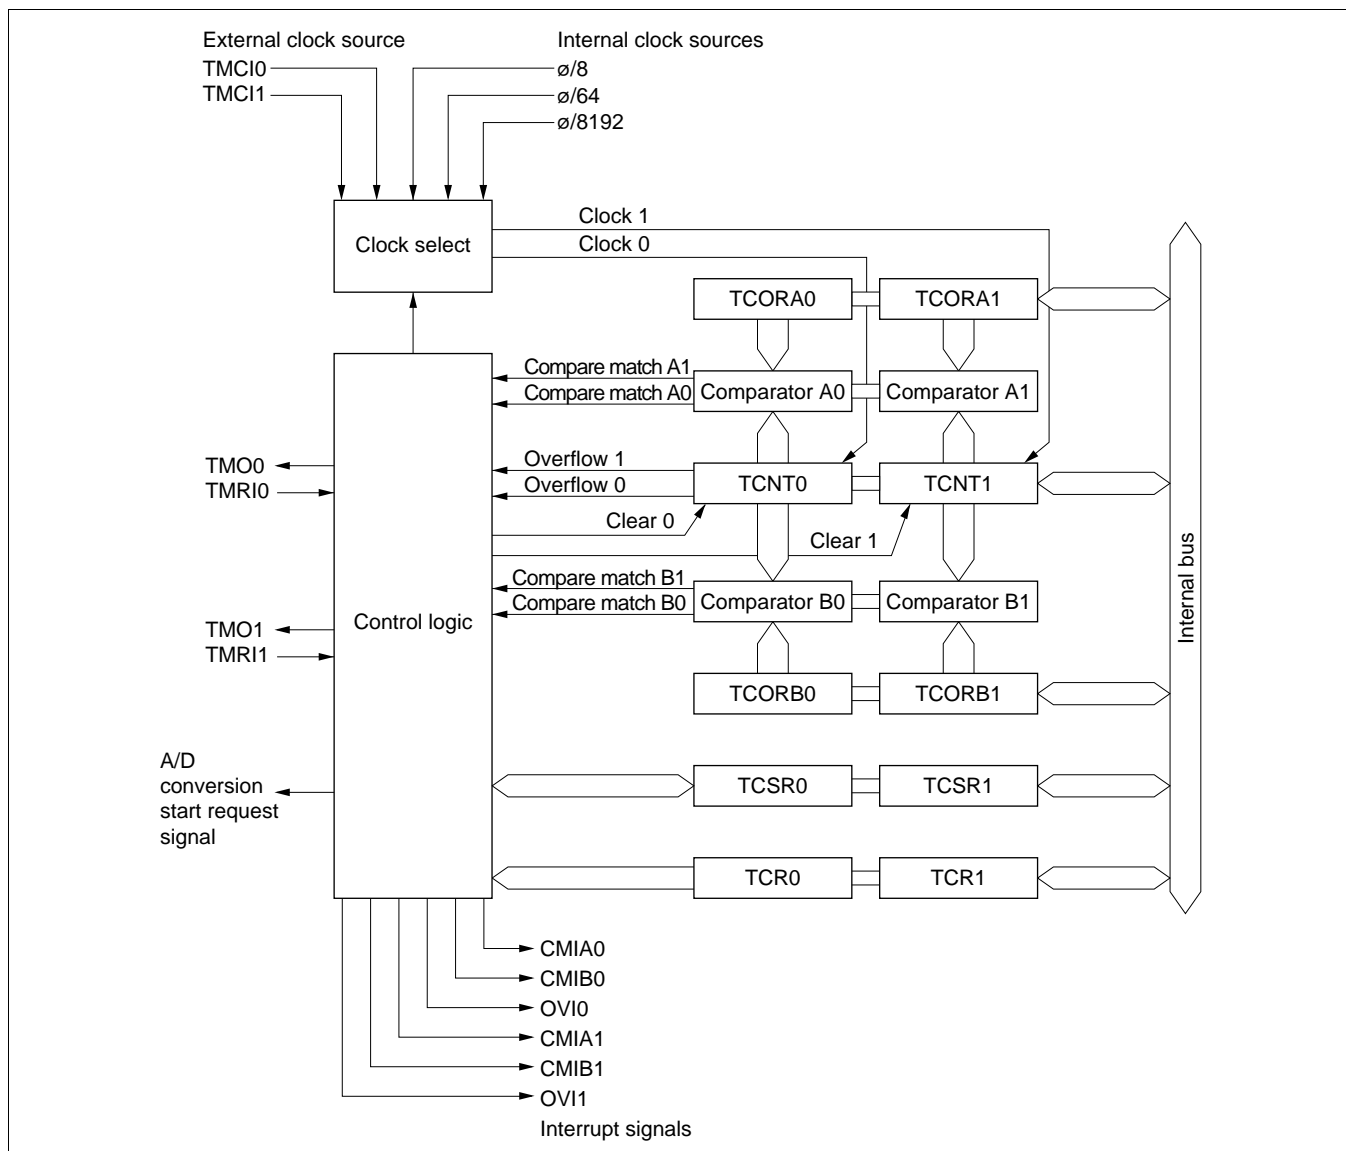 External clock source
Internal clock sources
TMCI0
ø/8
TMCI1
ø/64
ø/8192
Clock select
Clock 1
Clock 0
TCORA0
TCORA1
Compare match A1
Compare match A0
Comparator A0
Comparator A1
TMO0
TMRI0
Overflow 1
Overflow 0
TCNT0
TCNT1
Clear 0
Clear 1
Internal bus
Compare match B1
Compare match B0
Comparator B0
Comparator B1
Control logic
TMO1
TMRI1
TCORB0
TCORB1
A/D
conversion
start request
signal
TCSR0
TCSR1
TCR0
TCR1
CMIA0
CMIB0
OVI0
CMIA1
CMIB1
OVI1
Interrupt signals